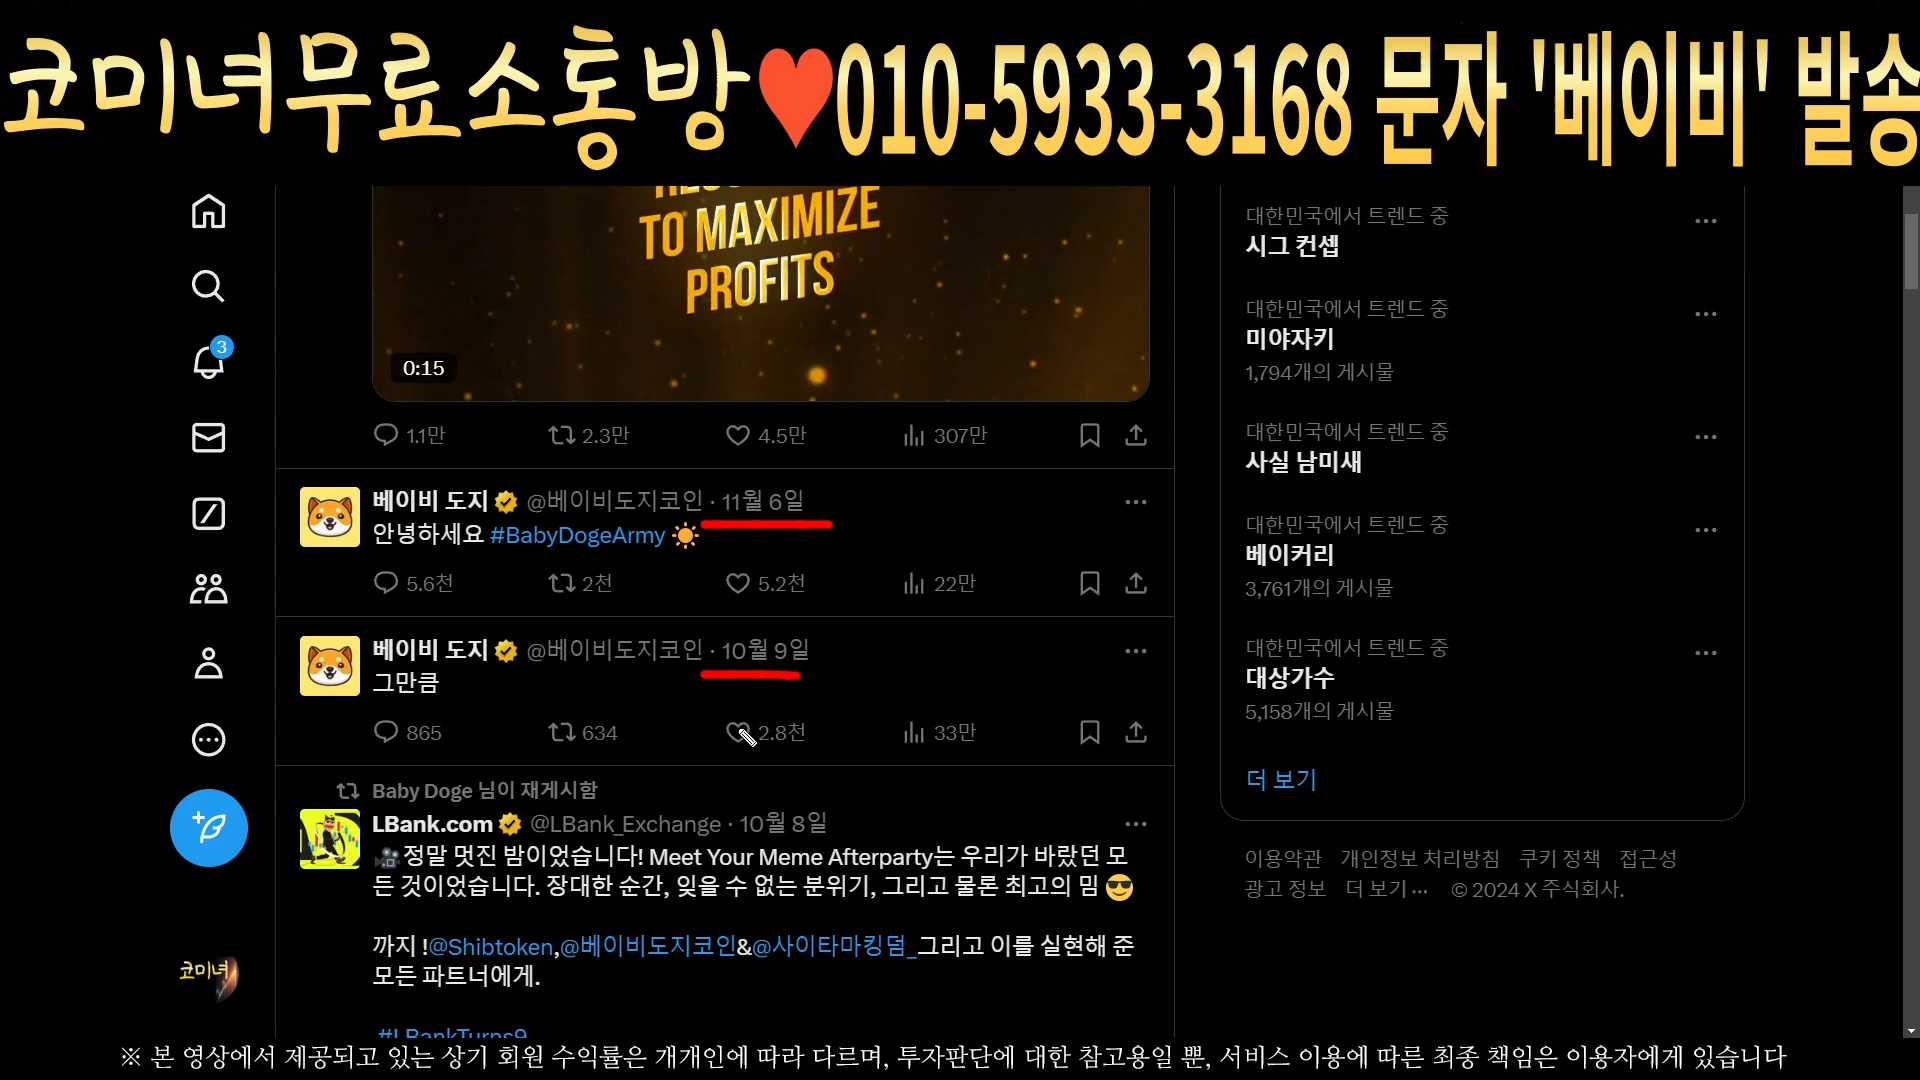 코미녀무료소통방♥010-5933-3168 문자 '베이비' 발송
TO MAXIMIZE
PROFITS
0:15
1.1만 2.3만 4.5만 307만
베이비 도지 @베이비도지코인 · 11월 6일
안녕하세요 #BabyDogeArmy ☀️
5.6천 2천 5.2천 22만
베이비 도지 @베이비도지코인 · 10월 9일
그만큼
865 634 2.8천 33만
Baby Doge 님이 재게시함
LBank.com @LBank_Exchange · 10월 8일
🎥정말 멋진 밤이었습니다! Meet Your Meme Afterparty는 우리가 바랐던 모
든 것이었습니다. 장대한 순간, 잊을 수 없는 분위기, 그리고 물론 최고의 밈 😎
까지 !@Shibtoken,@베이비도지코인&@사이타마킹덤_그리고 이를 실현해 준
모든 파트너에게.
#LBankTurns9
3
코미녀
대한민국에서 트렌드 중
시그 컨셉
대한민국에서 트렌드 중
미야자키
1,794개의 게시물
대한민국에서 트렌드 중
사실 남미새
대한민국에서 트렌드 중
베이커리
3,761개의 게시물
대한민국에서 트렌드 중
대상가수
5,158개의 게시물
더 보기
이용약관 개인정보 처리방침 쿠키 정책 접근성
광고 정보 더 보기 ··· © 2024 X 주식회사.
※ 본 영상에서 제공되고 있는 상기 회원 수익률은 개개인에 따라 다르며, 투자판단에 대한 참고용일 뿐, 서비스 이용에 따른 최종 책임은 이용자에게 있습니다